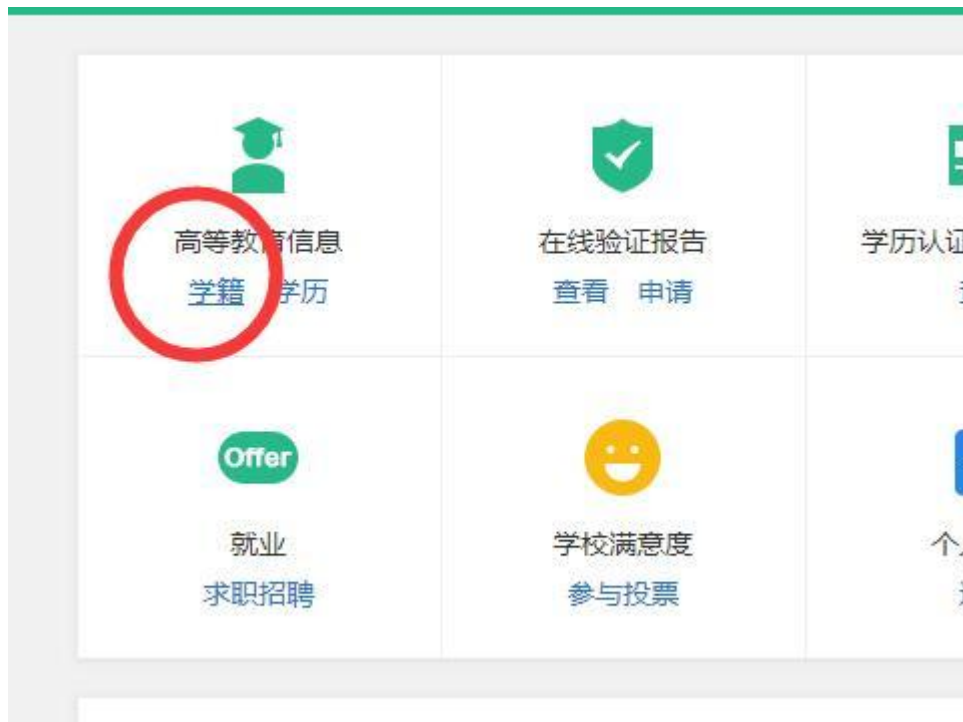 高等教育信息
学籍 学历
在线验证报告
查看 申请
学历认证
Offer
就业
求职招聘
学校满意度
参与投票